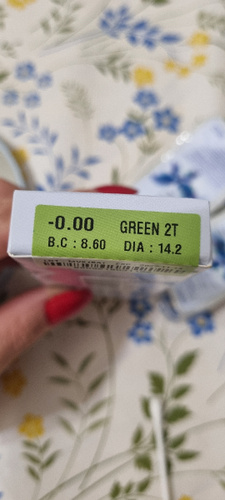 -0.00 GREEN 2T
B.C : 8.60 DIA : 14.2